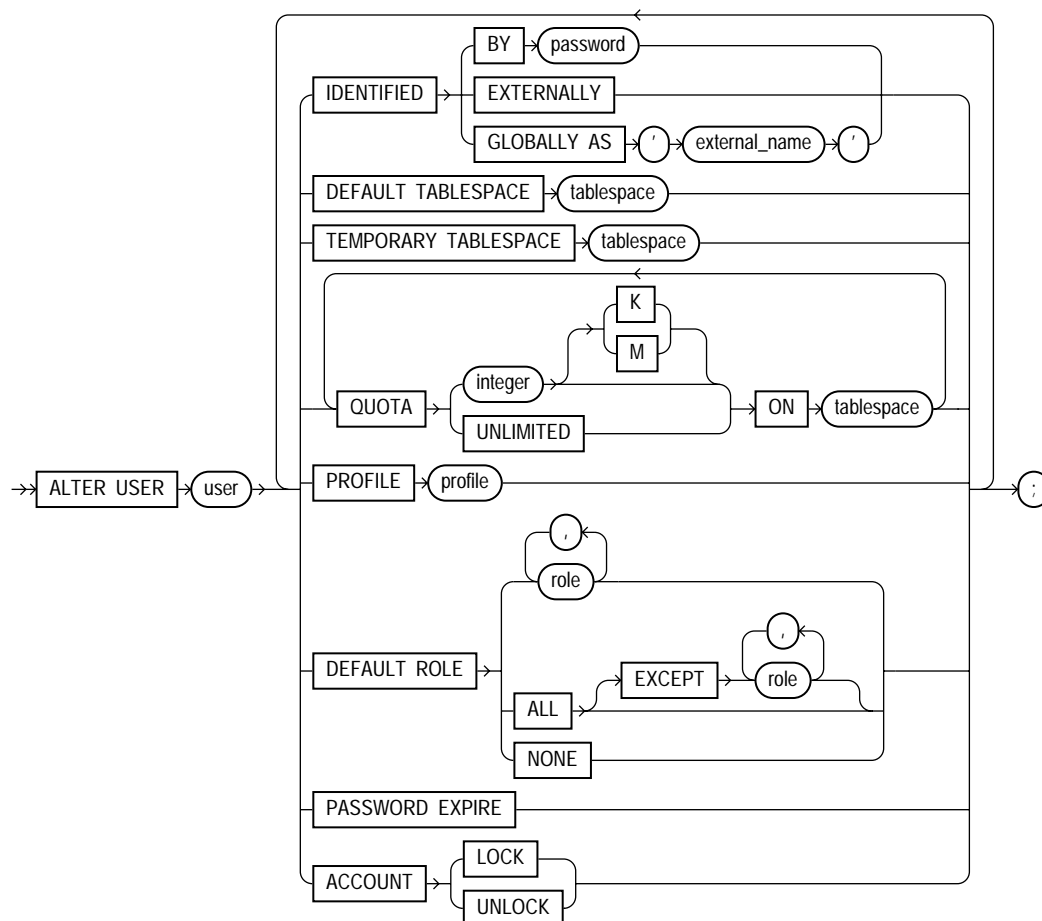 BY password
IDENTIFIED EXTERNALLY
GLOBALLY AS ' external_name '
DEFAULT TABLESPACE tablespace
TEMPORARY TABLESPACE tablespace
K
M
integer
QUOTA ON tablespace
UNLIMITED
ALTER USER user PROFILE profile ;
,
role
,
DEFAULT ROLE EXCEPT role
ALL
NONE
PASSWORD EXPIRE
LOCK
ACCOUNT
UNLOCK